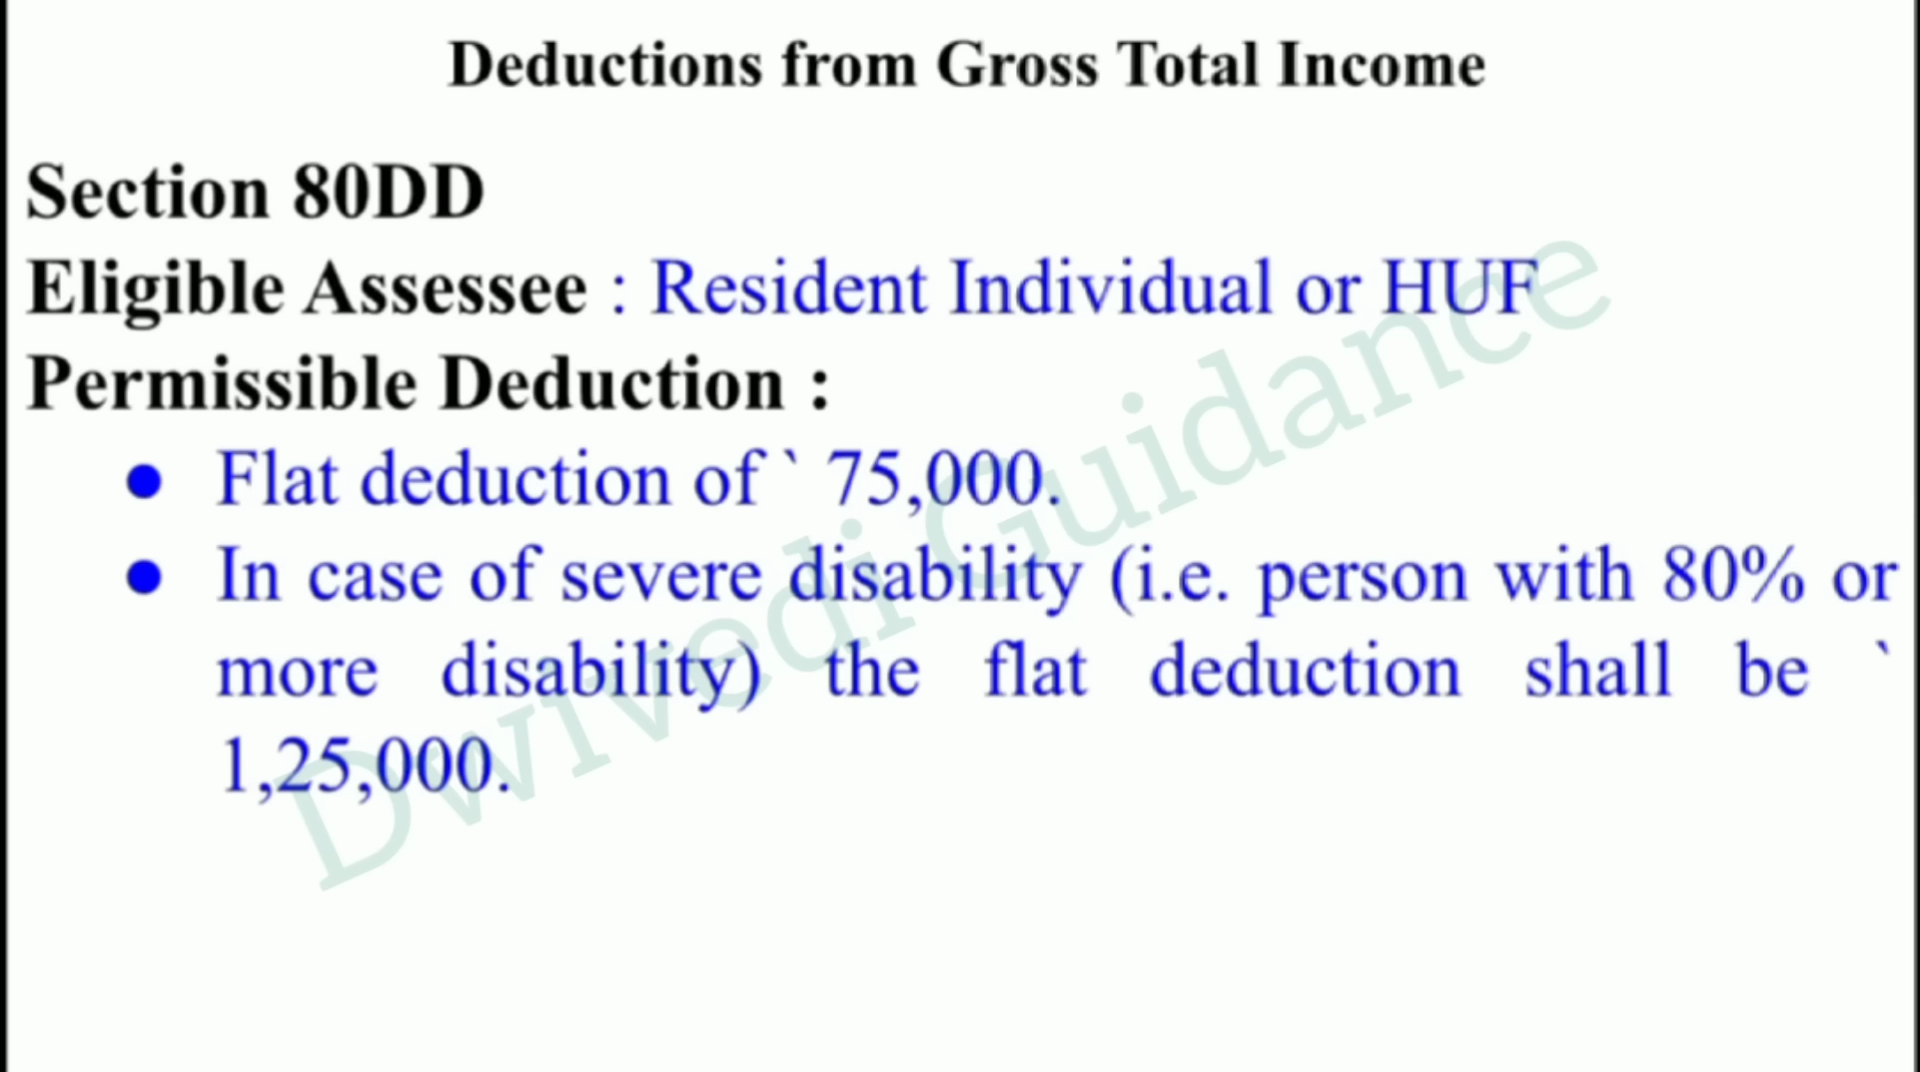 Deductions from Gross Total Income
Section 80DD
Eligible Assessee : Resident Individual or HUF
Permissible Deduction :
● Flat deduction of ` 75,000.
● In case of severe disability (i.e. person with 80% or
more disability) the flat deduction shall be `
1,25,000.
Dwivedi Guidance